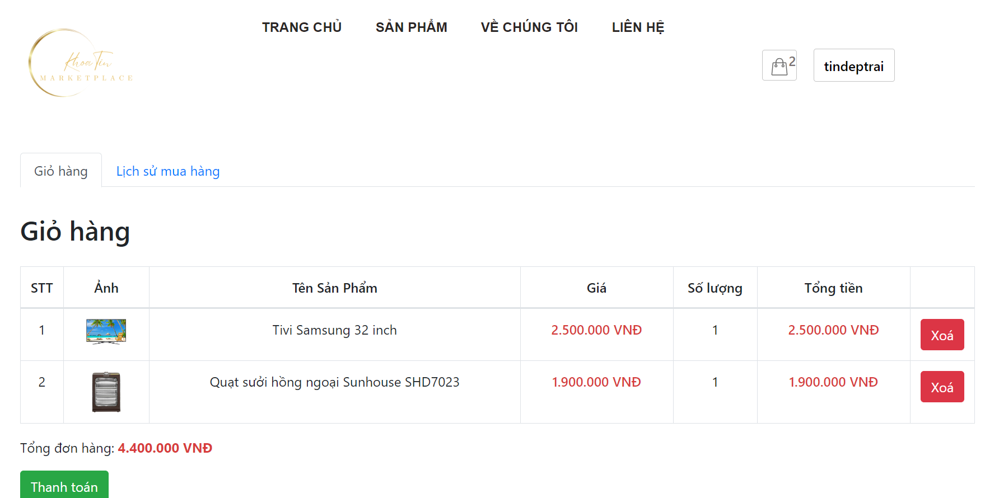 TRANG CHỦ SẢN PHẨM VỀ CHÚNG TÔI LIÊN HỆ
Khoa Tin
MARKETPLACE
2
tindeptrai
Giỏ hàng Lịch sử mua hàng
Giỏ hàng
STT Ảnh Tên Sản Phẩm Giá Số lượng Tổng tiền
1 Tivi Samsung 32 inch 2.500.000 VNĐ 1 2.500.000 VNĐ Xoá
2 Quạt sưởi hồng ngoại Sunhouse SHD7023 1.900.000 VNĐ 1 1.900.000 VNĐ Xoá
Tổng đơn hàng: 4.400.000 VNĐ
Thanh toán